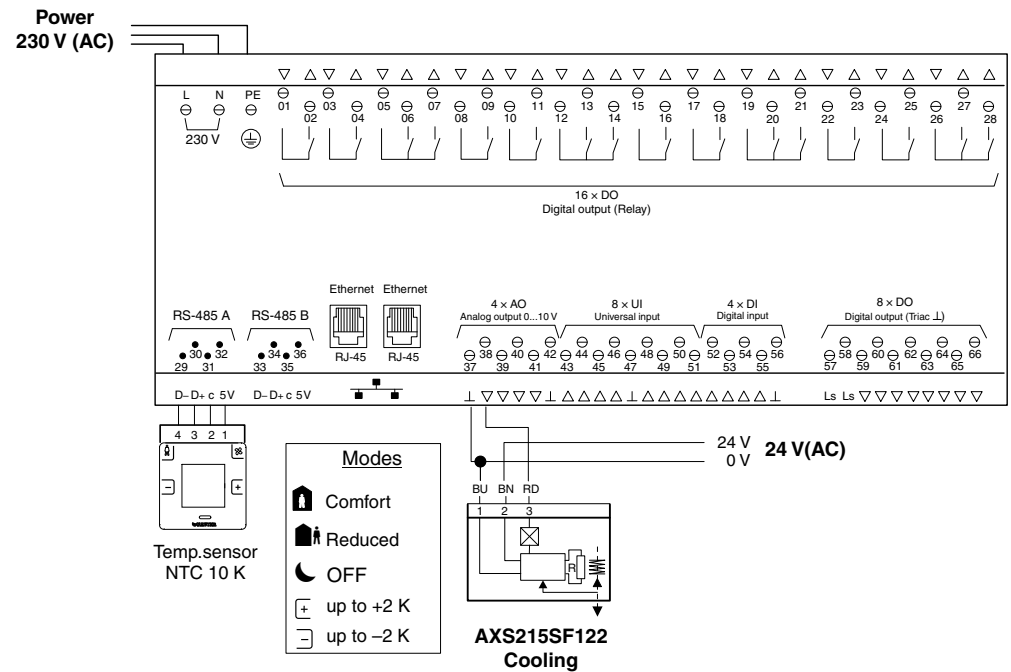 Power
230 V (AC)
L N PE
230 V
01 02 03 04 05 06 07 08 09 10 11 12 13 14 15 16 17 18 19 20 21 22 23 24 25 26 27 28
16 × DO
Digital output (Relay)
RS-485 A
RS-485 B
Ethernet Ethernet
RJ-45 RJ-45
4 × AO
Analog output 0...10 V
8 × UI
Universal input
4 × DI
Digital input
8 × DO
Digital output (Triac ⊥)
29 30 31 32
33 34 35 36
37 38 39 40 41 42 43 44 45 46 47 48 49 50 51 52 53 54 55 56
57 58 59 60 61 62 63 64 65 66
D– D+ c 5V
D– D+ c 5V
Ls Ls
4 3 2 1
Temp.sensor
NTC 10 K
Modes
Comfort
Reduced
OFF
+ up to +2 K
– up to –2 K
24 V
0 V
24 V(AC)
BU BN RD
1 2 3
R
AXS215SF122
Cooling